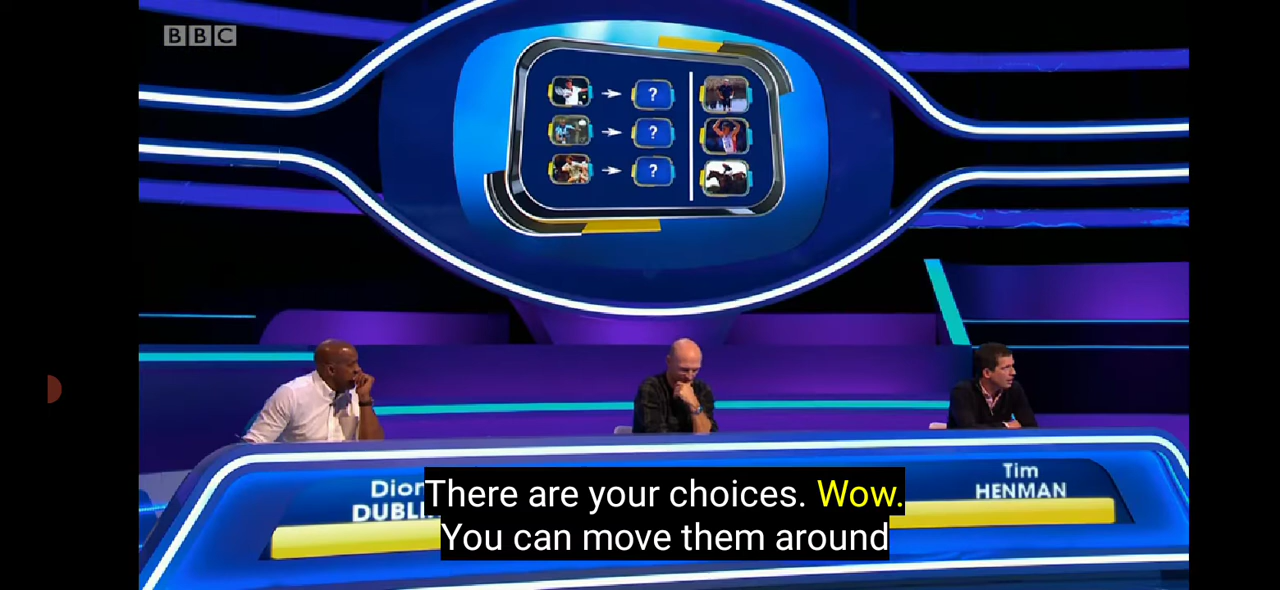 BBC
?
?
?
Tim
HENMAN
There are your choices. Wow.
You can move them around